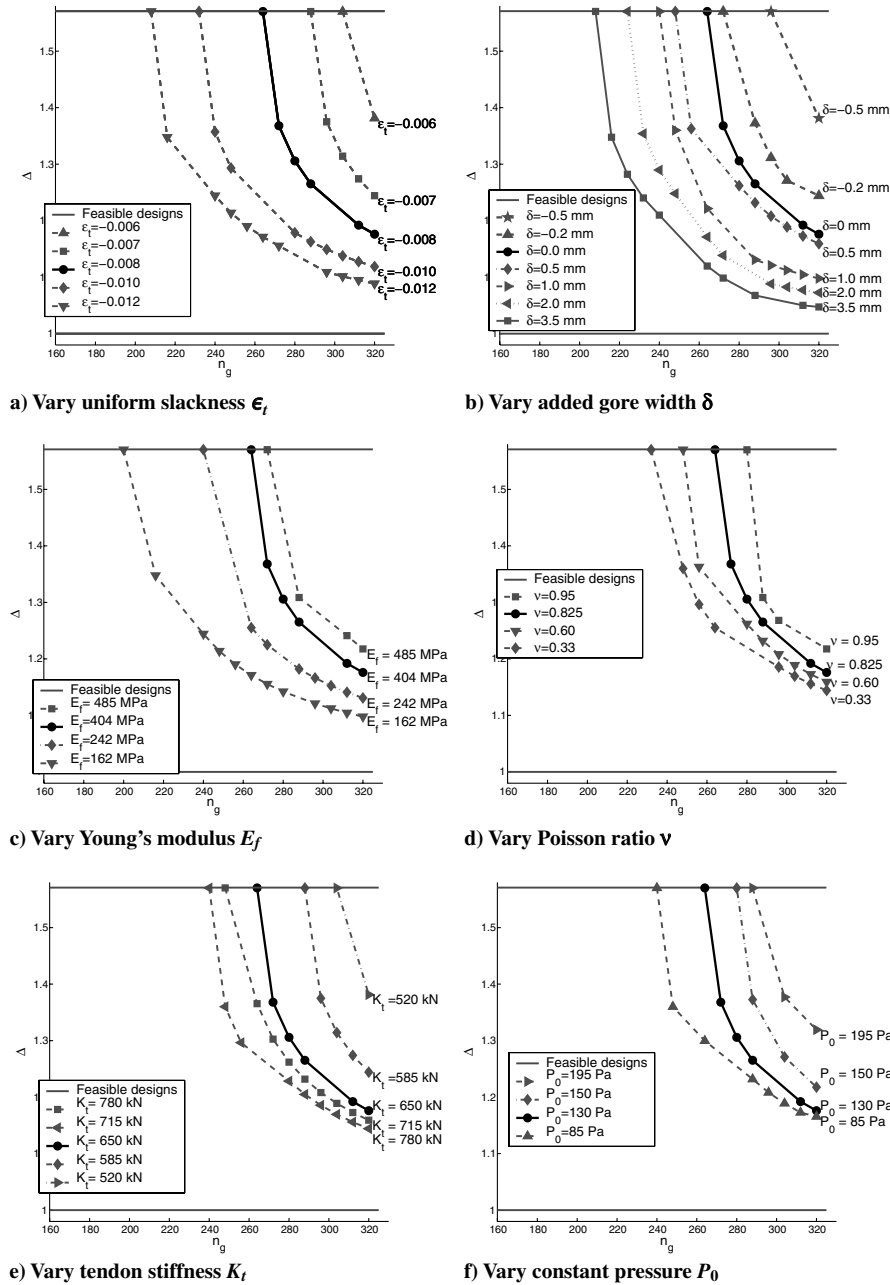 1.5
1.4
1.3
1.2
1.1
1
Δ
160 180 200 220 240 260 280 300 320
n_g
Feasible designs
ε_t=−0.006
ε_t=−0.007
ε_t=−0.008
ε_t=−0.010
ε_t=−0.012
ε_t=−0.006
ε_t=−0.007
ε_t=−0.008
ε_t=−0.010
ε_t=−0.012
a) Vary uniform slackness ϵ_t
1.5
1.4
1.3
1
1
1
Δ
160 180 200 220 240 260 280 300 320
n_g
Feasible designs
δ=−0.5 mm
δ=−0.2 mm
δ=0.0 mm
δ=0.5 mm
δ=1.0 mm
δ=2.0 mm
δ=3.5 mm
δ=−0.5 mm
δ=−0.2 mm
δ=0 mm
δ=0.5 mm
δ=1.0 mm
δ=2.0 mm
δ=3.5 mm
b) Vary added gore width δ
1.5
1.4
1.3
1.2
1
1
Δ
160 180 200 220 240 260 280 300 320
n_g
Feasible designs
E_f= 485 MPa
E_f=404 MPa
E_f=242 MPa
E_f=162 MPa
E_f = 485 MPa
E_f = 404 MPa
E_f = 242 MPa
E_f = 162 MPa
c) Vary Young's modulus E_f
1.5
1.4
1.3
1.2
1.1
1
Δ
160 180 200 220 240 260 280 300 320
n_g
Feasible designs
ν=0.95
ν=0.825
ν=0.60
ν=0.33
ν = 0.95
ν = 0.825
ν = 0.60
ν=0.33
d) Vary Poisson ratio ν
1.5
1.4
1.3
1.2
1
1
Δ
160 180 200 220 240 260 280 300 320
n_g
Feasible designs
K_t= 780 kN
K_t= 715 kN
K_t= 650 kN
K_t= 585 kN
K_t= 520 kN
K_t=520 kN
K_t=585 kN
K_t= 650 kN
K_t= 715 kN
K_t= 780 kN
e) Vary tendon stiffness K_t
1.5
1.4
1.3
1.2
1.1
1
Δ
160 180 200 220 240 260 280 300 320
n_g
Feasible designs
P_0=195 Pa
P_0=150 Pa
P_0=130 Pa
P_0=85 Pa
P_0 = 195 Pa
P_0 = 150 Pa
P_0 = 130 Pa
P_0 = 85 Pa
f) Vary constant pressure P_0